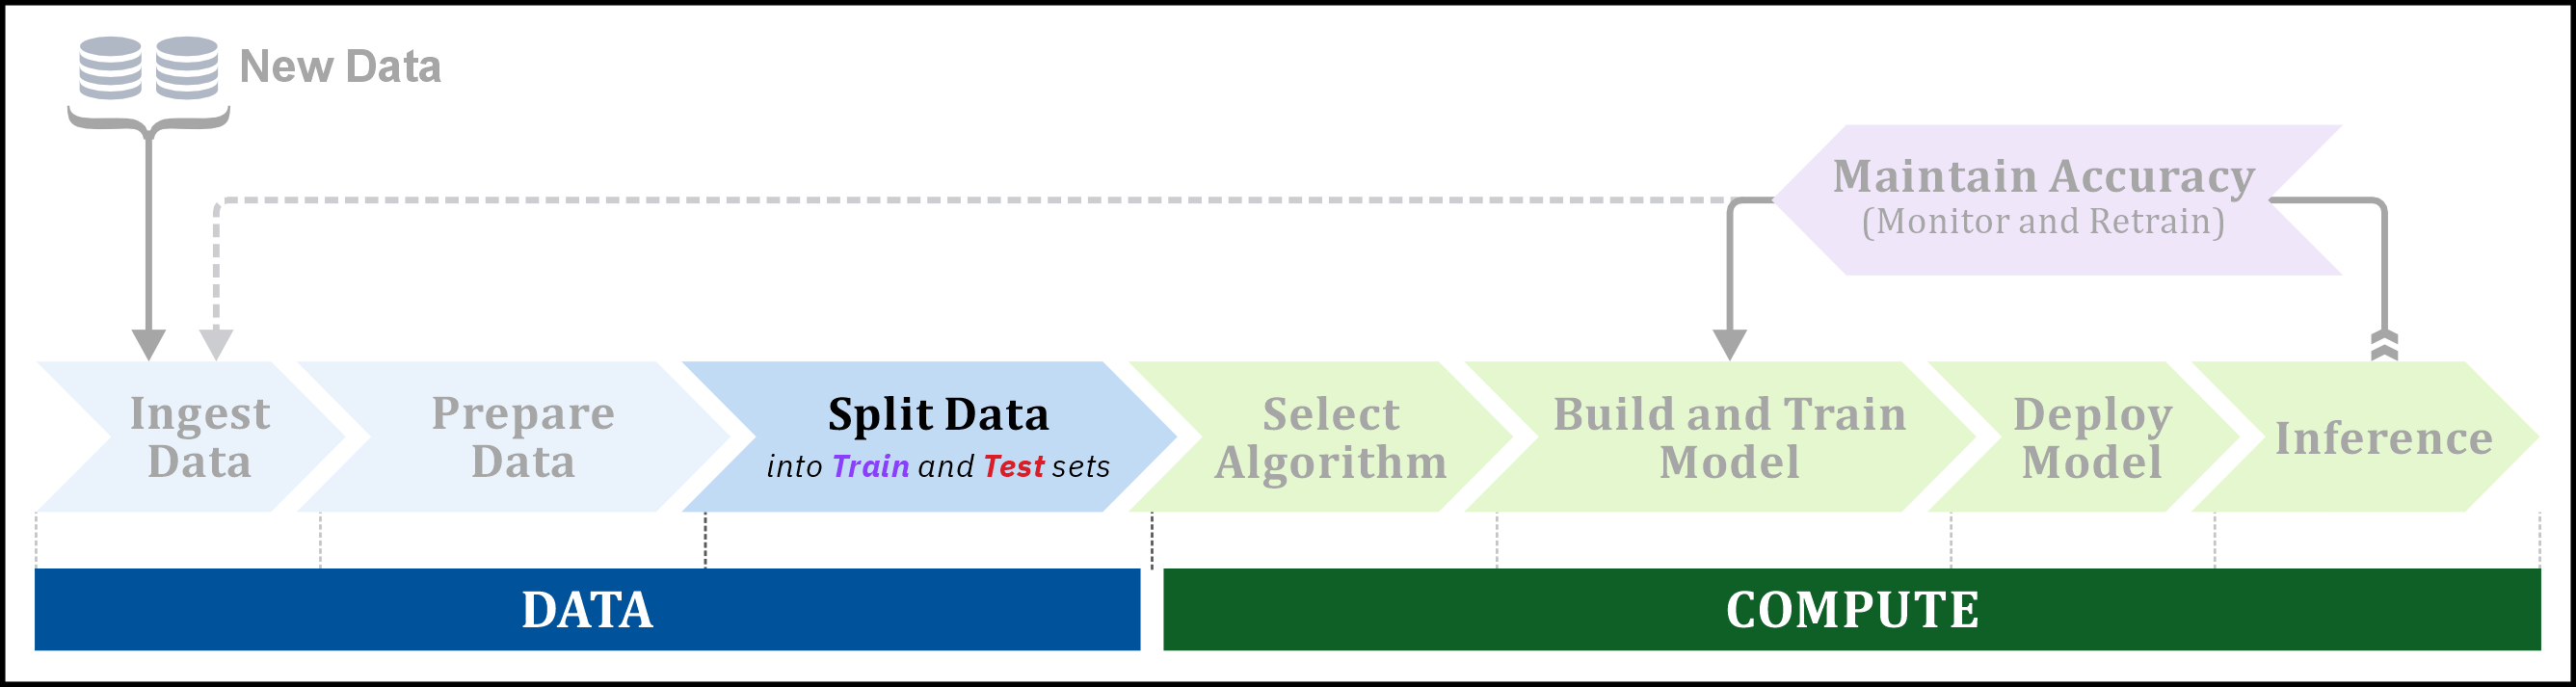 New Data
Maintain Accuracy
(Monitor and Retrain)
Ingest
Data
Prepare
Data
Split Data
into Train and Test sets
Select
Algorithm
Build and Train
Model
Deploy
Model
Inference
DATA
COMPUTE